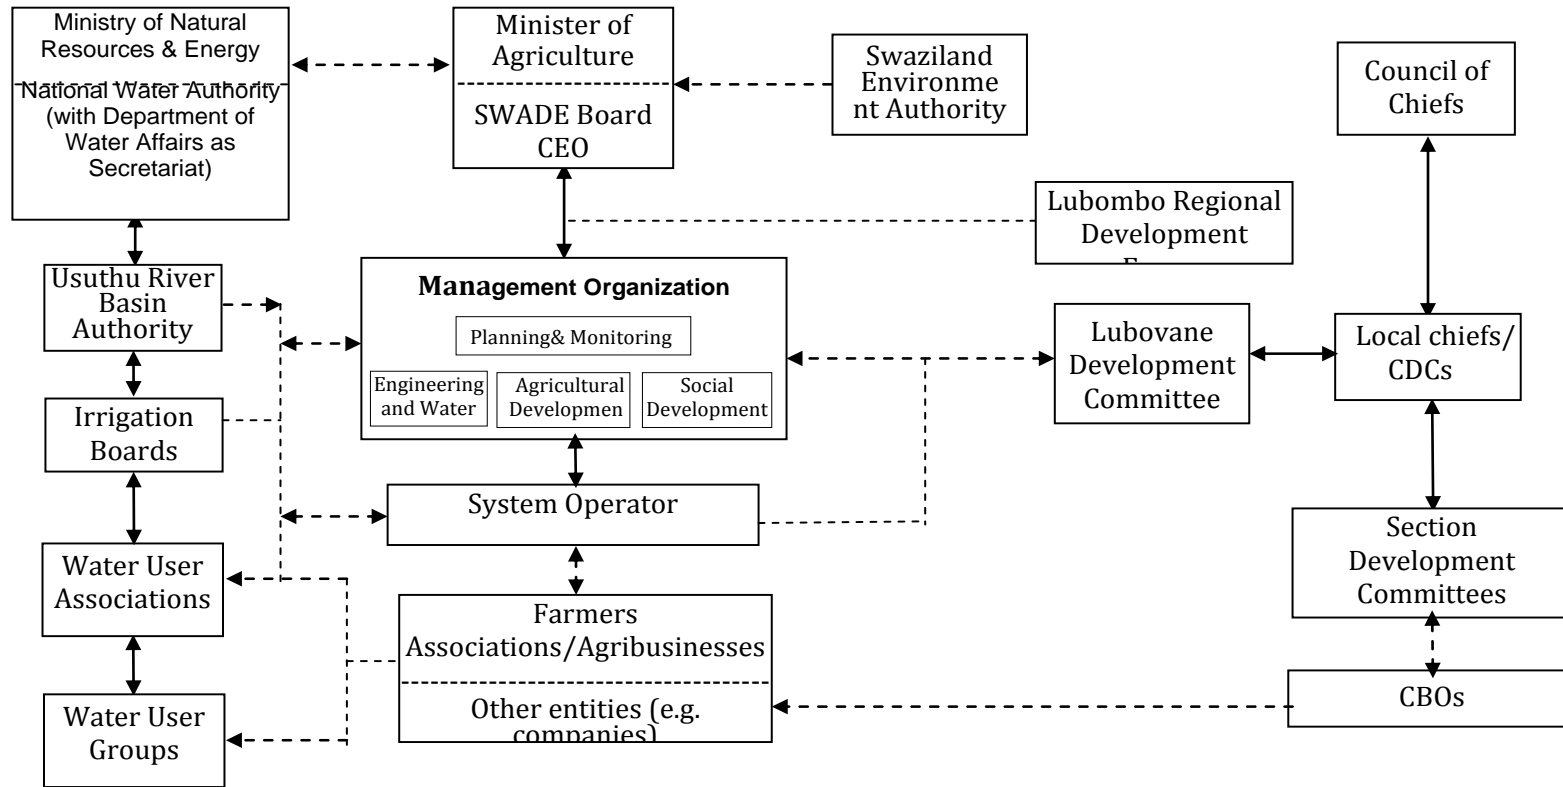 Ministry of Natural
Resources & Energy
National Water Authority
(with Department of
Water Affairs as
Secretariat)
Minister of
Agriculture
SWADE Board
CEO
Swaziland
Environme
nt Authority
Council of
Chiefs
Lubombo Regional
Development
Usuthu River
Basin
Authority
Management Organization
Planning& Monitoring
Engineering
and Water
Agricultural
Developmen
Social
Development
Lubovane
Development
Committee
Local chiefs/
CDCs
Irrigation
Boards
System Operator
Section
Development
Committees
Water User
Associations
Farmers
Associations/Agribusinesses
Other entities (e.g.
companies)
CBOs
Water User
Groups